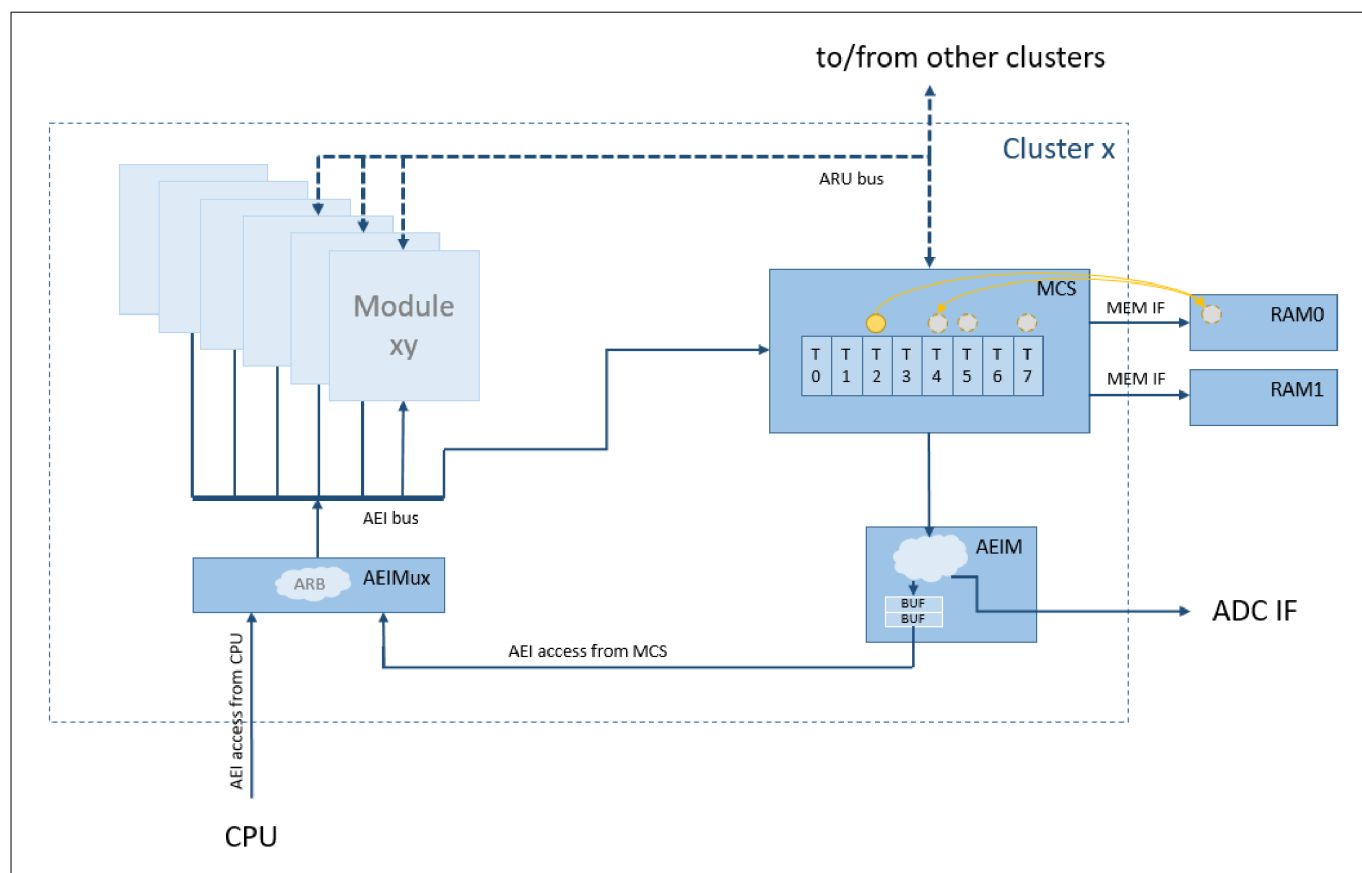 to/from other clusters
Cluster x
ARU bus
Module
xy
MCS
MEM IF
RAM0
T T T T T T T T
0 1 2 3 4 5 6 7
MEM IF
RAM1
AEI bus
AEIM
ARB
AEIMux
BUF
BUF
ADC IF
AEI access from MCS
AEI access from CPU
CPU